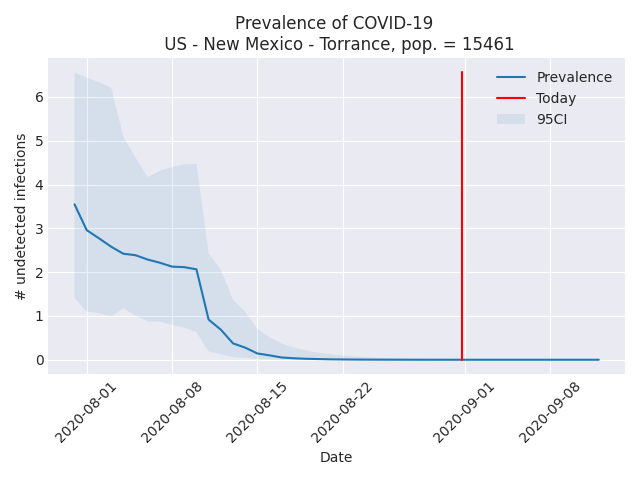 Prevalence of COVID-19
US - New Mexico - Torrance, pop. = 15461
Prevalence
Today
95CI
# undetected infections
6
5
4
3
2
1
0
2020-08-01
2020-08-08
2020-08-15
2020-08-22
2020-09-01
2020-09-08
Date